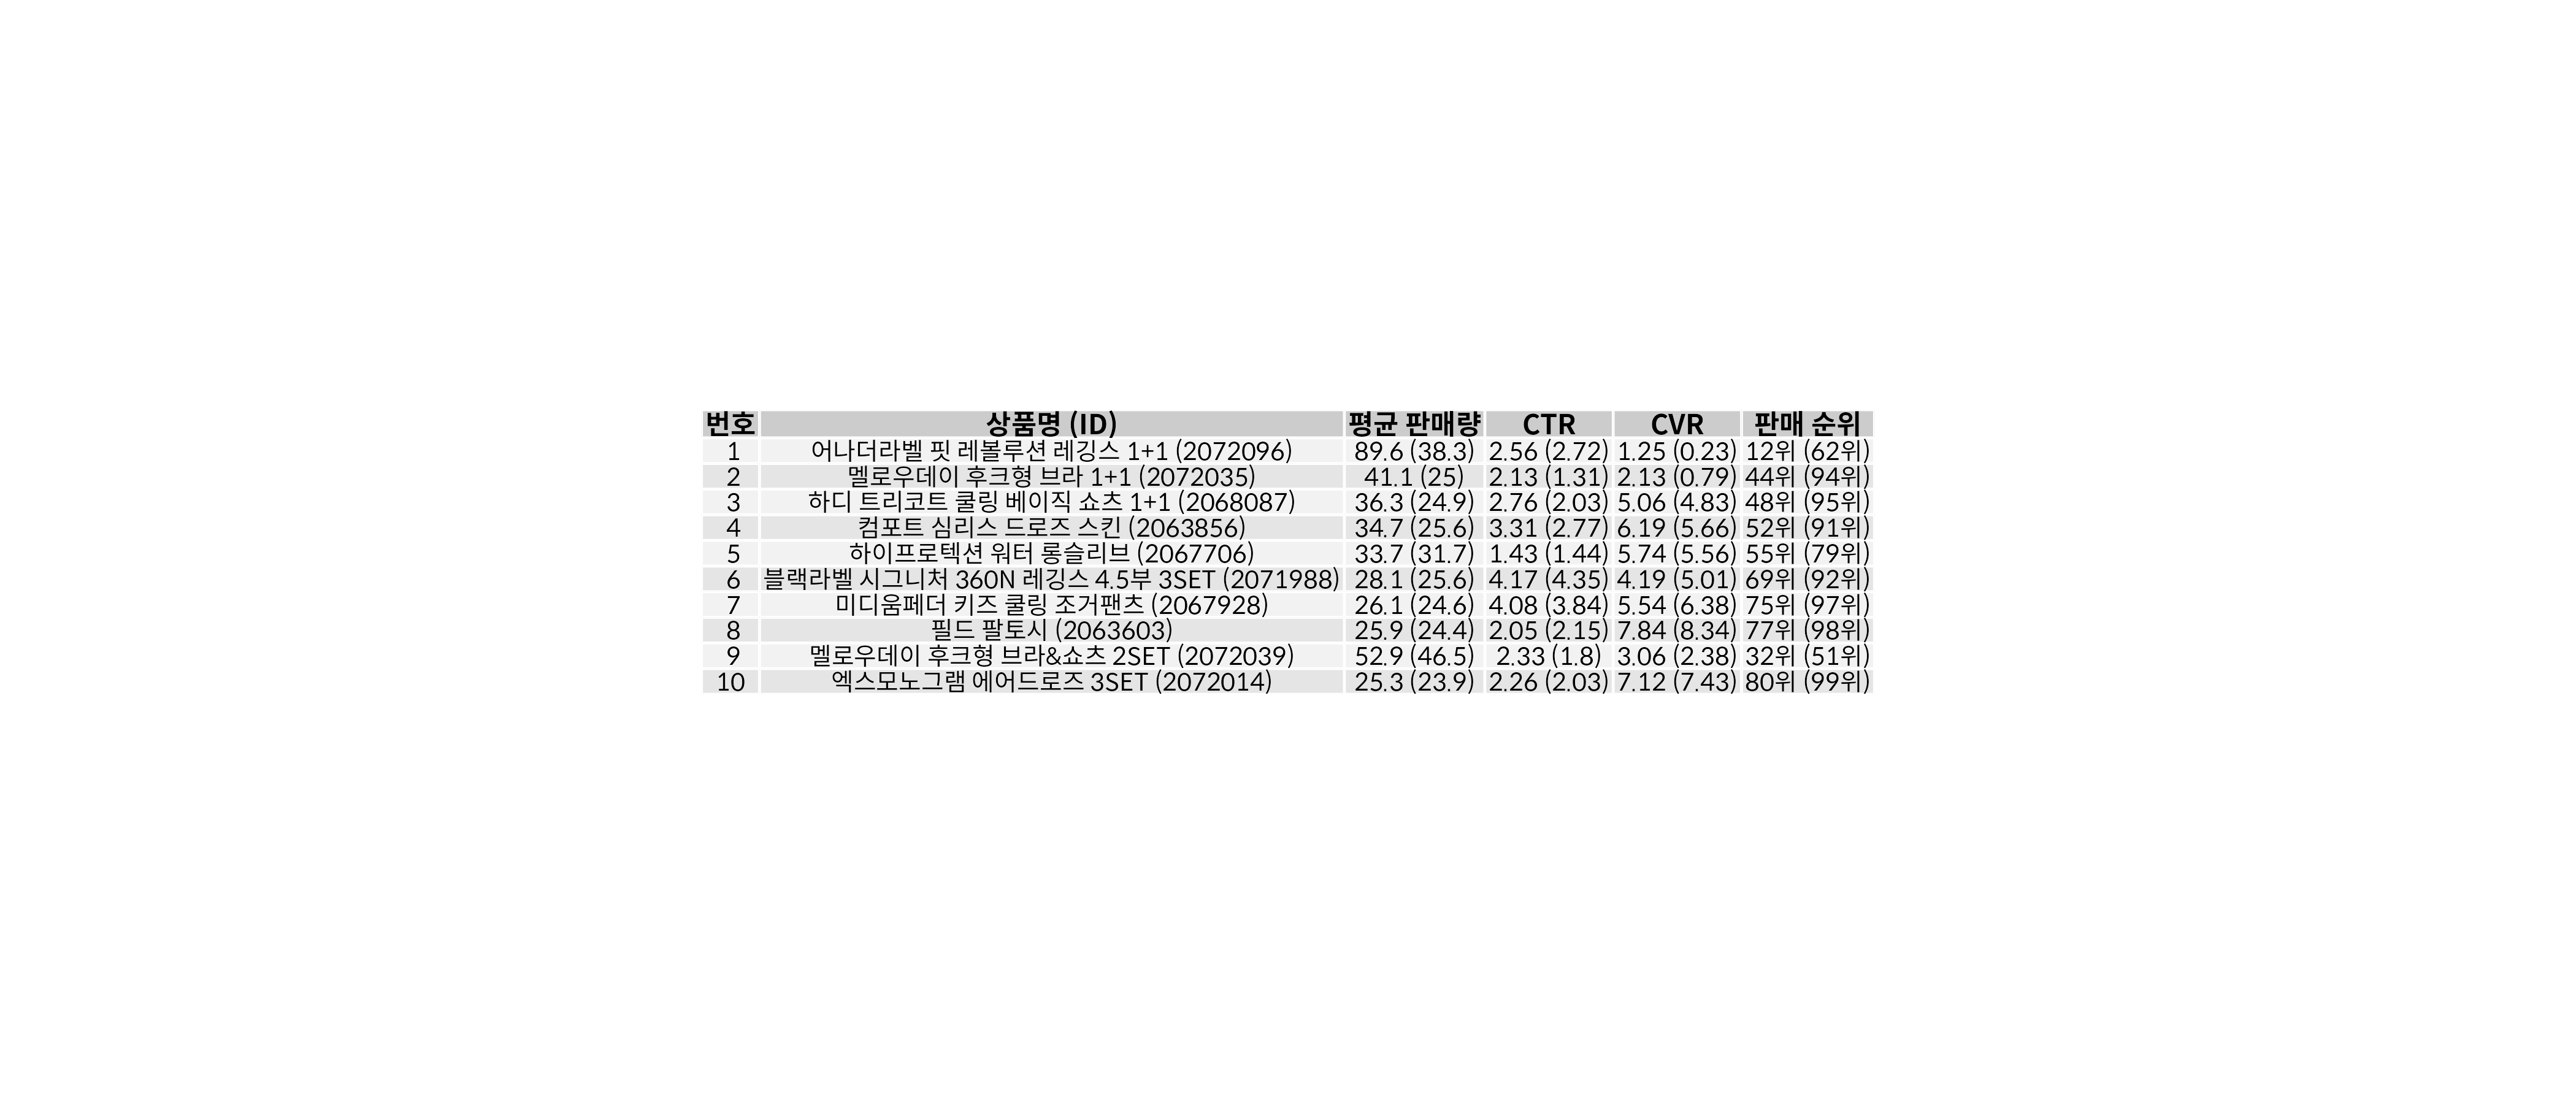 번호 상품명 (ID) 평균 판매량 CTR CVR 판매 순위
1 어나더라벨 핏 레볼루션 레깅스 1+1 (2072096) 89.6 (38.3) 2.56 (2.72) 1.25 (0.23) 12위 (62위)
2 멜로우데이 후크형 브라 1+1 (2072035) 41.1 (25) 2.13 (1.31) 2.13 (0.79) 44위 (94위)
3 하디 트리코트 쿨링 베이직 쇼츠 1+1 (2068087) 36.3 (24.9) 2.76 (2.03) 5.06 (4.83) 48위 (95위)
4 컴포트 심리스 드로즈 스킨 (2063856) 34.7 (25.6) 3.31 (2.77) 6.19 (5.66) 52위 (91위)
5 하이프로텍션 워터 롱슬리브 (2067706) 33.7 (31.7) 1.43 (1.44) 5.74 (5.56) 55위 (79위)
6 블랙라벨 시그니처 360N 레깅스 4.5부 3SET (2071988) 28.1 (25.6) 4.17 (4.35) 4.19 (5.01) 69위 (92위)
7 미디움페더 키즈 쿨링 조거팬츠 (2067928) 26.1 (24.6) 4.08 (3.84) 5.54 (6.38) 75위 (97위)
8 필드 팔토시 (2063603) 25.9 (24.4) 2.05 (2.15) 7.84 (8.34) 77위 (98위)
9 멜로우데이 후크형 브라&쇼츠 2SET (2072039) 52.9 (46.5) 2.33 (1.8) 3.06 (2.38) 32위 (51위)
10 엑스모노그램 에어드로즈 3SET (2072014) 25.3 (23.9) 2.26 (2.03) 7.12 (7.43) 80위 (99위)